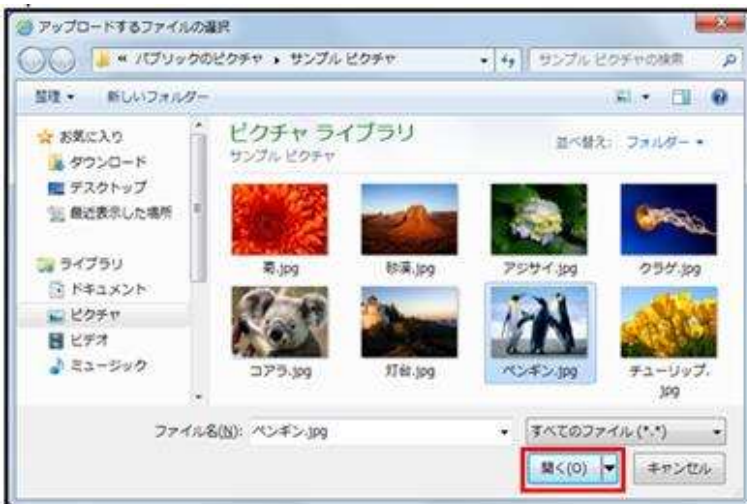 アップロードするファイルの選択
« パブリックのピクチャ ▸ サンプル ピクチャ
サンプル ピクチャの検索
整理 ▼ 新しいフォルダー
お気に入り
ダウンロード
デスクトップ
最近表示した場所
ライブラリ
ドキュメント
ピクチャ
ビデオ
ミュージック
ピクチャ ライブラリ
サンプル ピクチャ
並べ替え: フォルダー ▼
菊.jpg
砂漠.jpg
アジサイ.jpg
クラゲ.jpg
コアラ.jpg
灯台.jpg
ペンギン.jpg
チューリップ.
jpg
ファイル名(N): ペンギン.jpg
すべてのファイル (*.*)
開く(O)
キャンセル